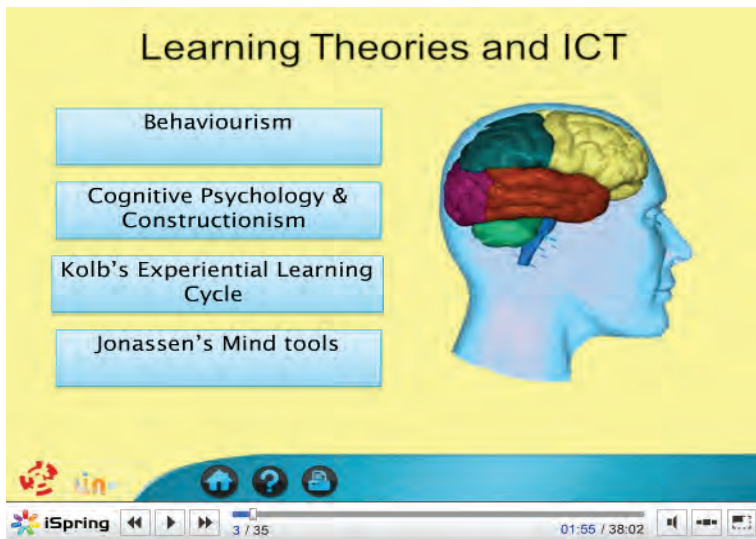 Learning Theories and ICT
Behaviourism
Cognitive Psychology &
Constructionism
Kolb's Experiential Learning
Cycle
Jonassen's Mind tools
?
iSpring
3 / 35
01:55 / 38:02